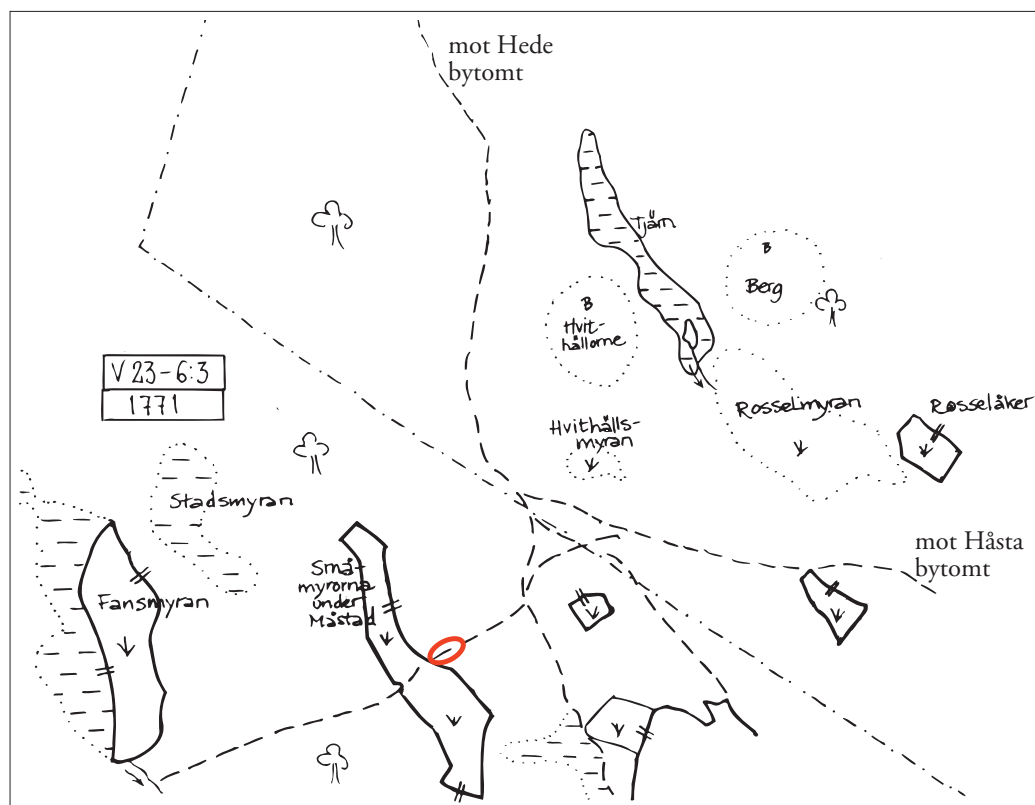 mot Hede
bytomt
Tjärn
B
Berg
B
Hvit-
hällorne
V 23-6:3
1771
Rosselmyran
Rosselåker
Hvithälls-
myran
Stadsmyran
mot Håsta
bytomt
Små-
myrorna
under
Måstad
Fansmyran